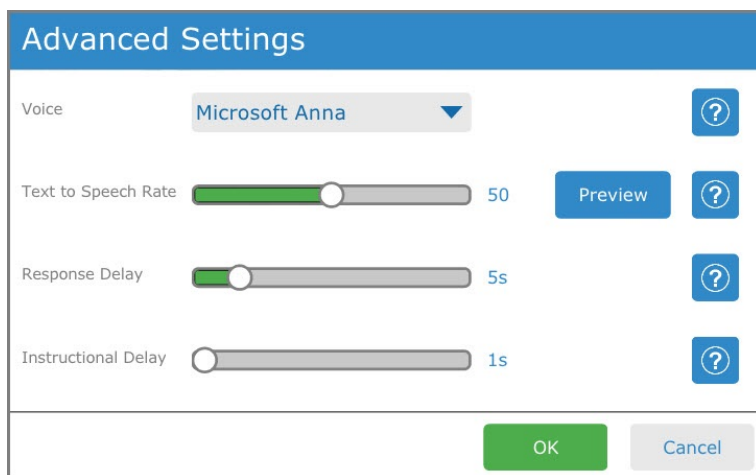 Advanced Settings
Voice
Microsoft Anna
?
Text to Speech Rate
50
Preview
?
Response Delay
5s
?
Instructional Delay
1s
?
OK
Cancel